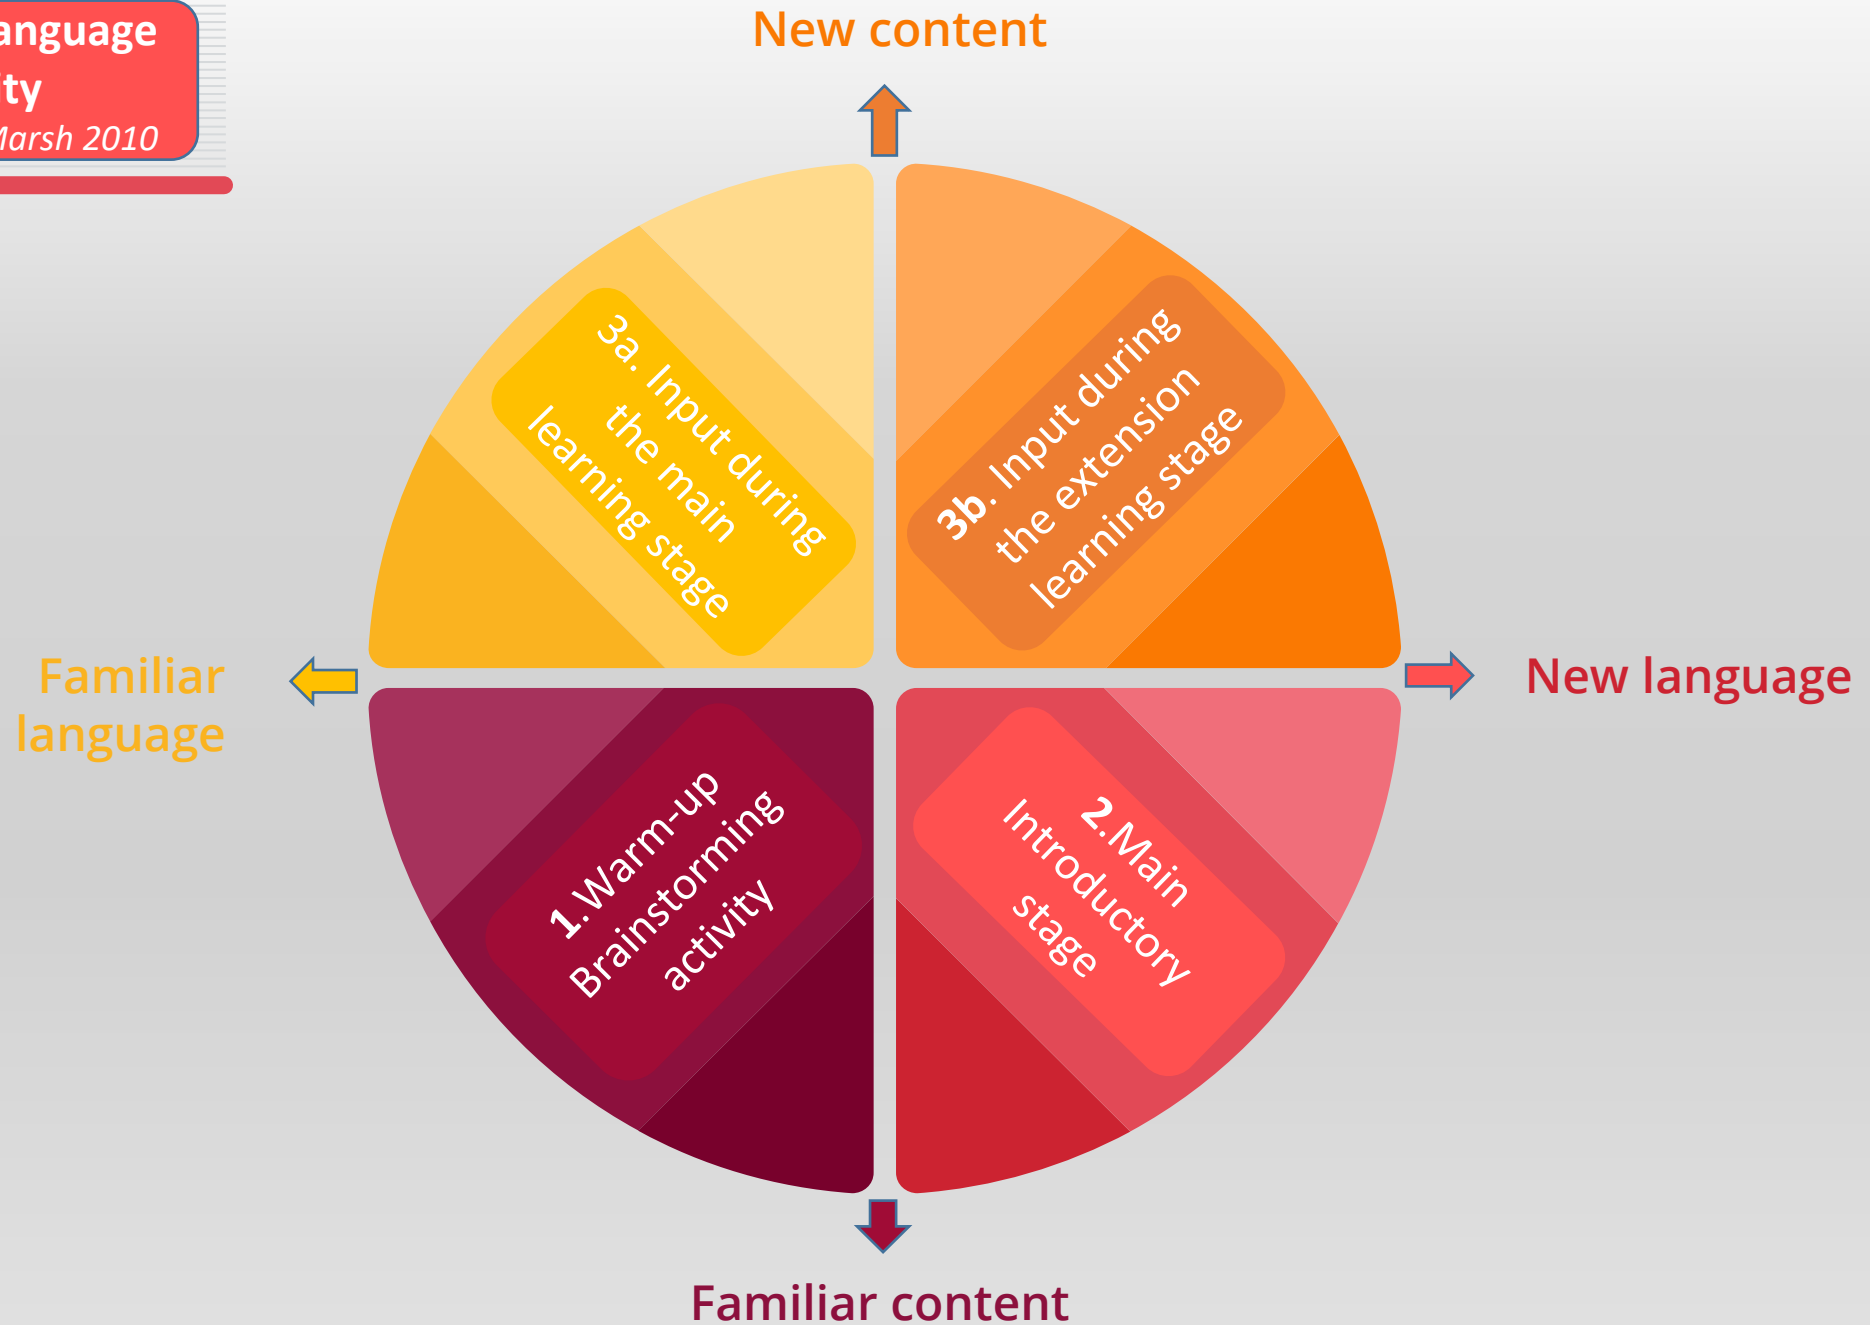 anguage
ity
Marsh 2010
New content
3a. Input during
the main
learning stage
3b. Input during
the extension
learning stage
Familiar
language
New language
1.Warm-up
Brainstorming
activity
2.Main
Introductory
stage
Familiar content